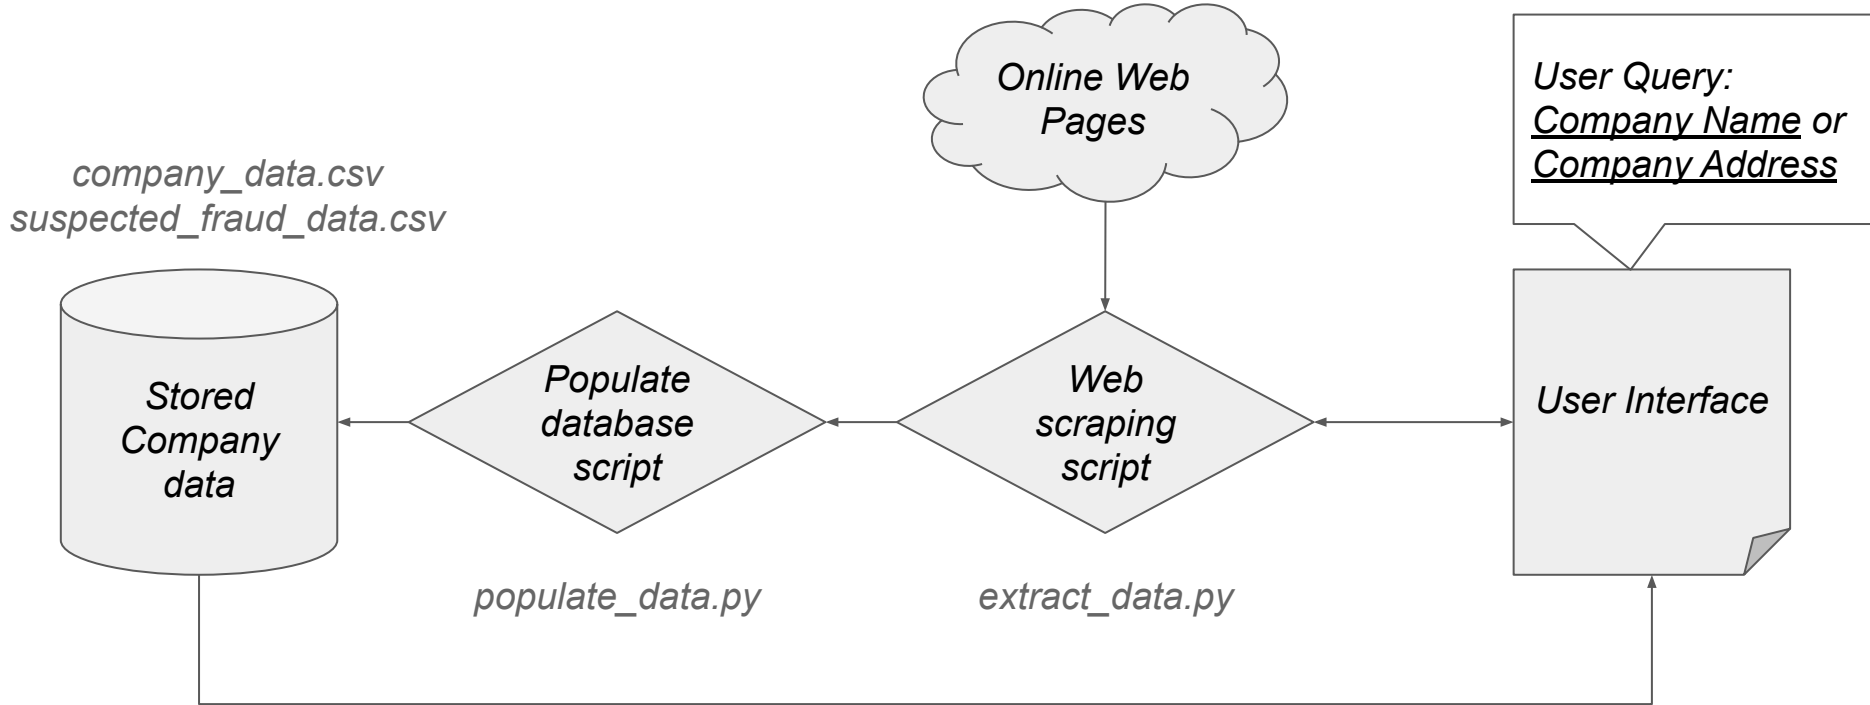 Online Web
Pages
User Query:
Company Name or
Company Address
company_data.csv
suspected_fraud_data.csv
Stored
Company
data
Populate
database
script
Web
scraping
script
User Interface
populate_data.py
extract_data.py